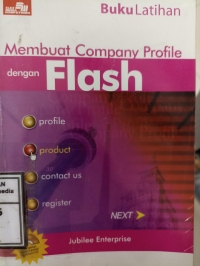 Buku Latihan
Membuat Company Profile
dengan Flash
profile
product
contact us
register
NEXT
Jubilee Enterprise